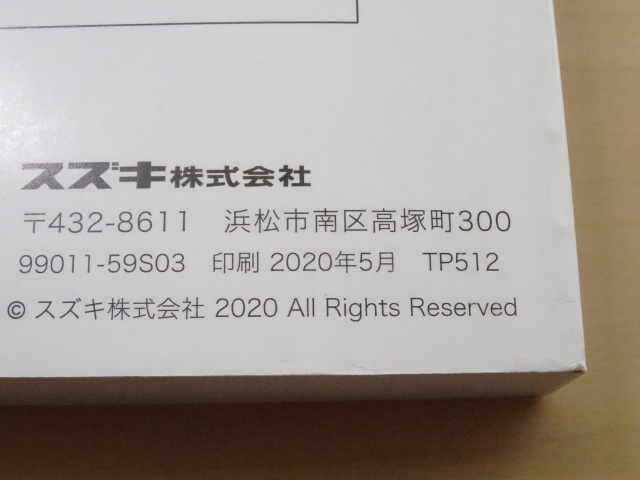 スズキ株式会社
〒432-8611 浜松市南区高塚町300
99011-59S03 印刷 2020年5月 TP512
© スズキ株式会社 2020 All Rights Reserved